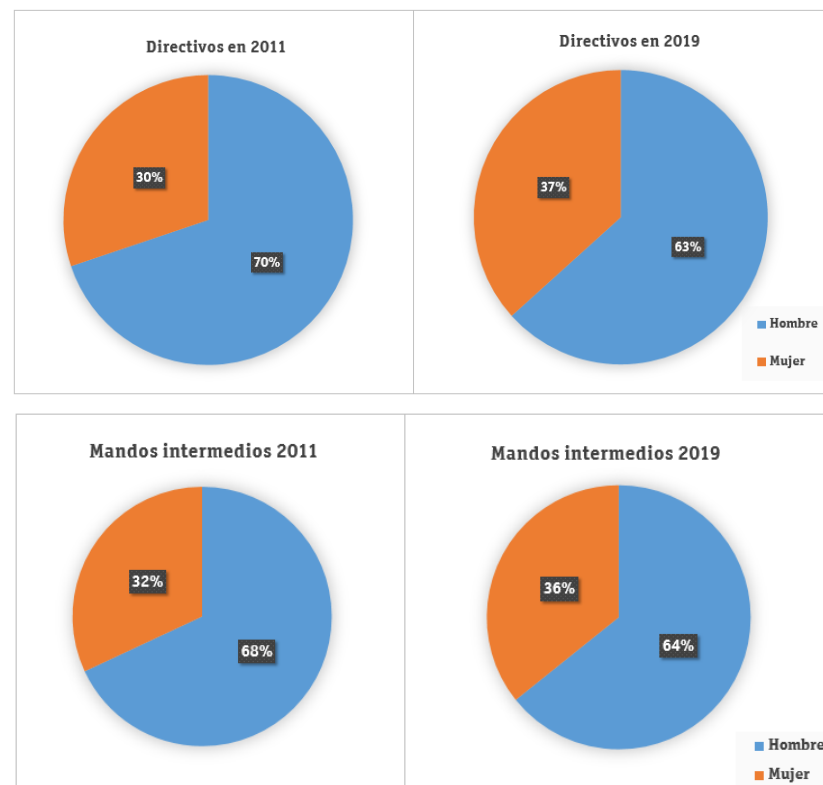 Directivos en 2011
30%
70%
Directivos en 2019
37%
63%
Hombre
Mujer
Mandos intermedios 2011
32%
68%
Mandos intermedios 2019
36%
64%
Hombre
Mujer